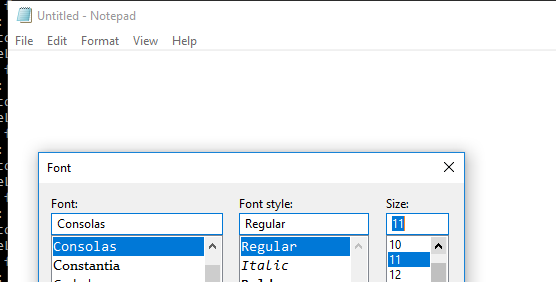 Untitled - Notepad
File Edit Format View Help
Font
Font: Font style: Size:
Consolas Regular 11
Consolas Regular 10
Constantia Italic 11
12